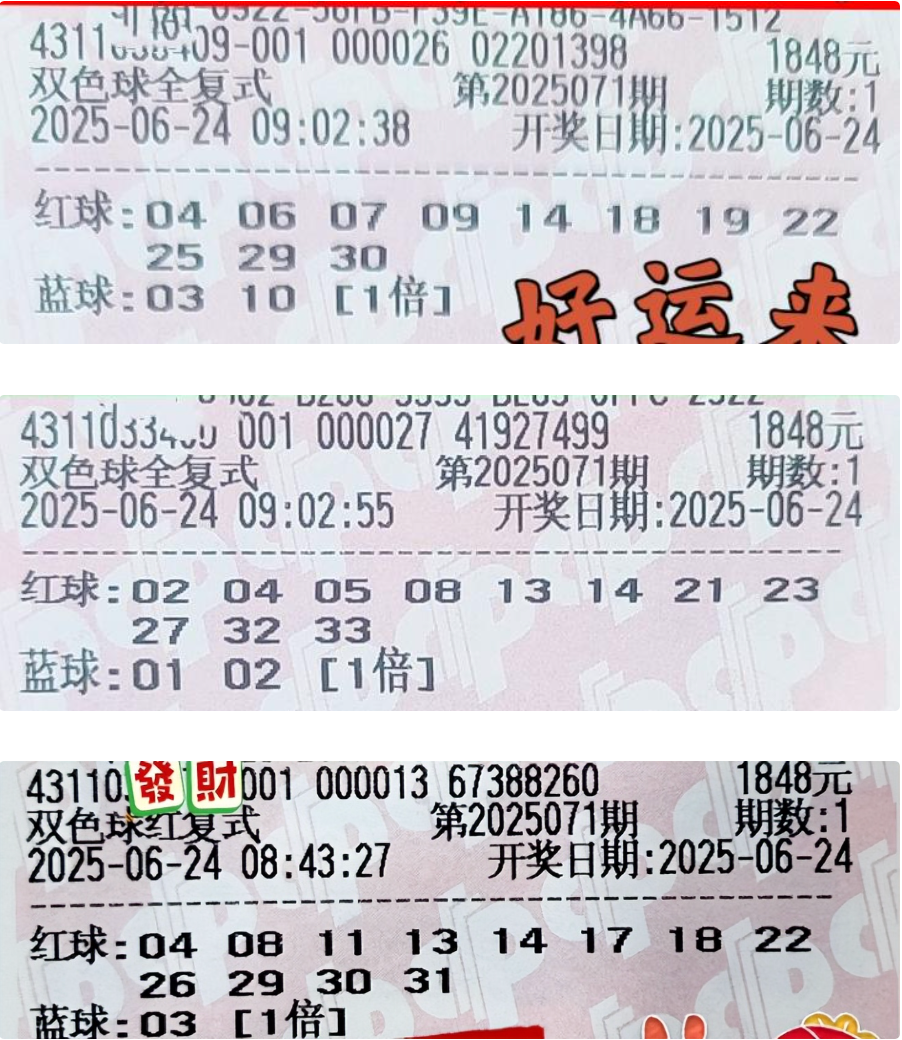 -0922-56FB-F39E-A186-4A66-1512
4311 09-001 000026 02201398 1848元
双色球全复式 第2025071期 期数:1
2025-06-24 09:02:38 开奖日期:2025-06-24
红球:04 06 07 09 14 18 19 22
25 29 30
蓝球:03 10 [1倍]
好运来
4311 001 000027 41927499 1848元
双色球全复式 第2025071期 期数:1
2025-06-24 09:02:55 开奖日期:2025-06-24
红球:02 04 05 08 13 14 21 23
27 32 33
蓝球:01 02 [1倍]
發財
43110 001 000013 67388260 1848元
双色球红复式 第2025071期 期数:1
2025-06-24 08:43:27 开奖日期:2025-06-24
红球:04 08 11 13 14 17 18 22
26 29 30 31
蓝球:03 [1倍]